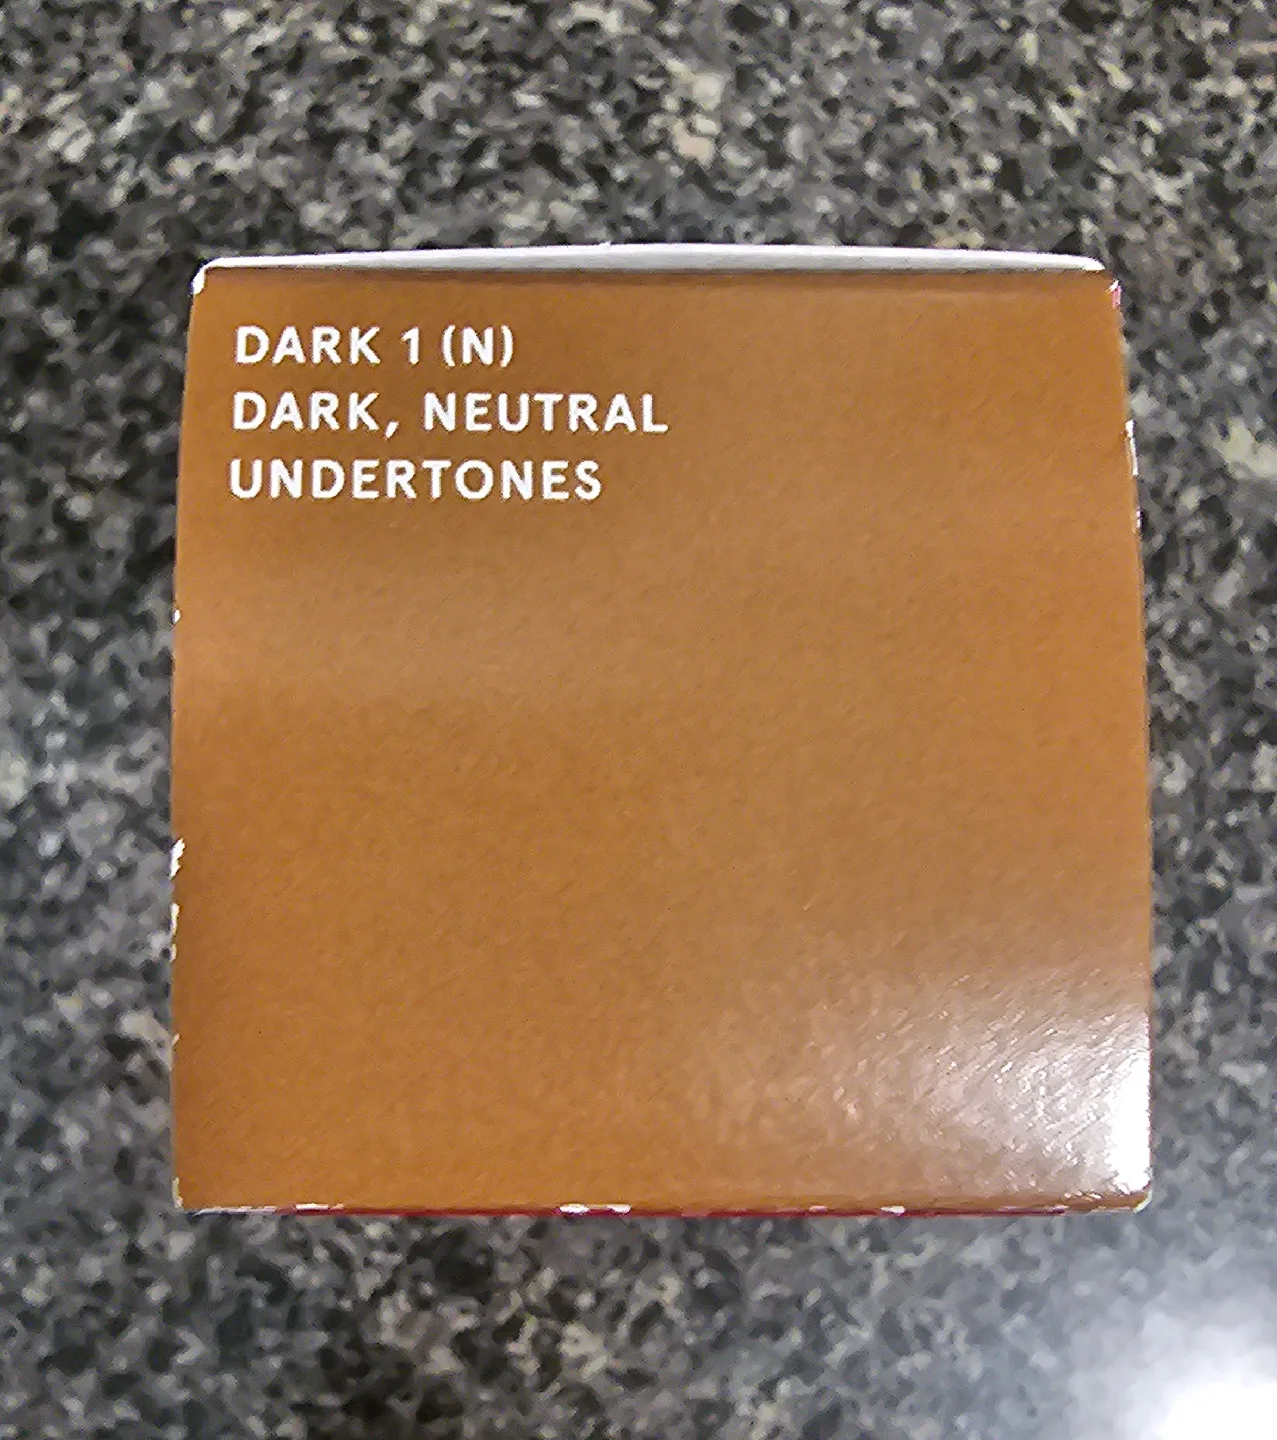 DARK 1 (N)
DARK, NEUTRAL
UNDERTONES